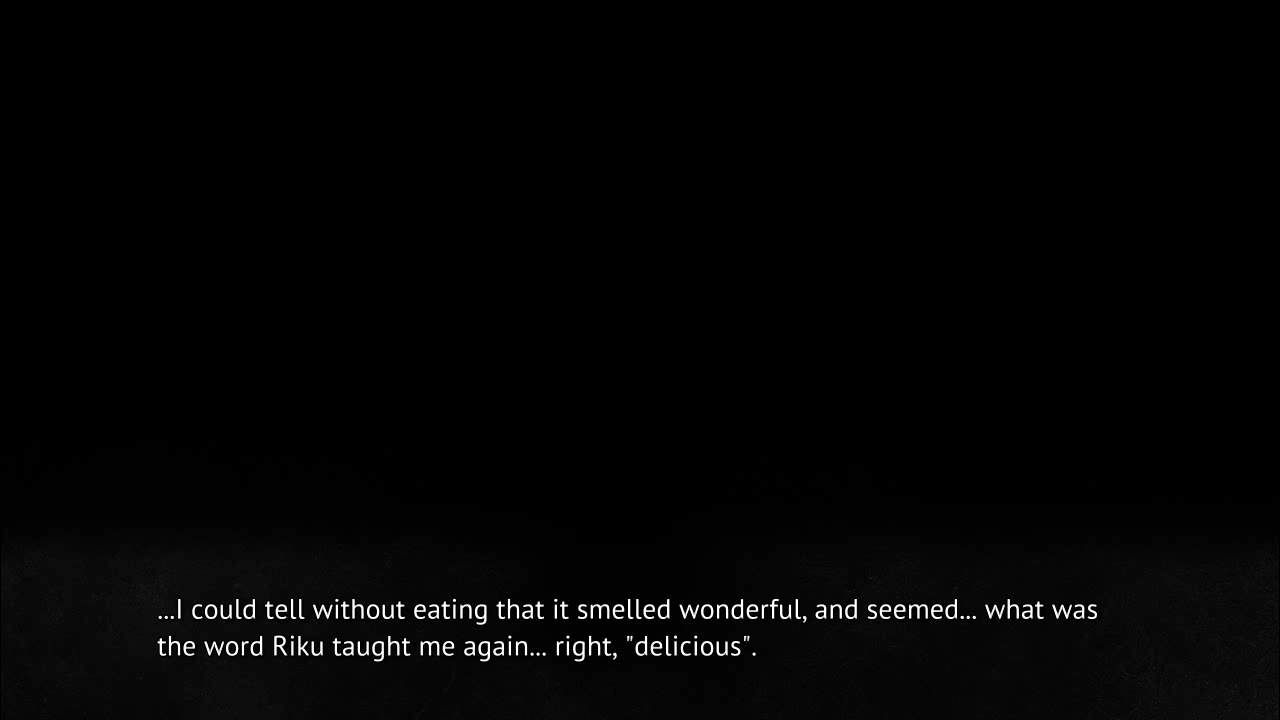 ...I could tell without eating that it smelled wonderful, and seemed... what was
the word Riku taught me again... right, "delicious".